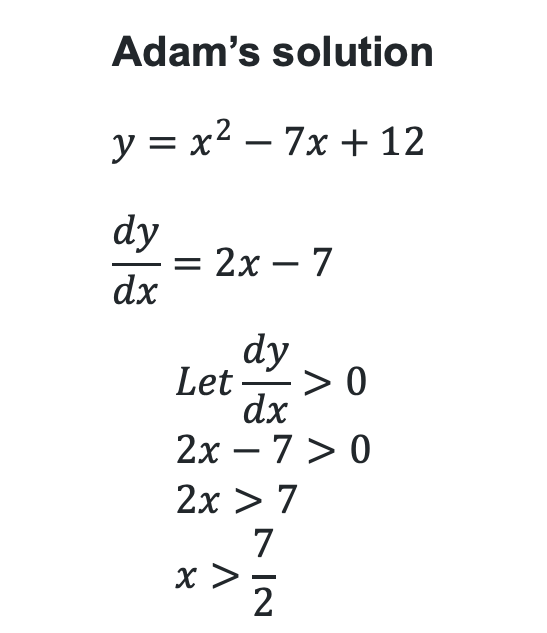 Adam’s solution
y = x² − 7x + 12
dy/dx = 2x − 7
Let dy/dx > 0
2x − 7 > 0
2x > 7
x > 7/2